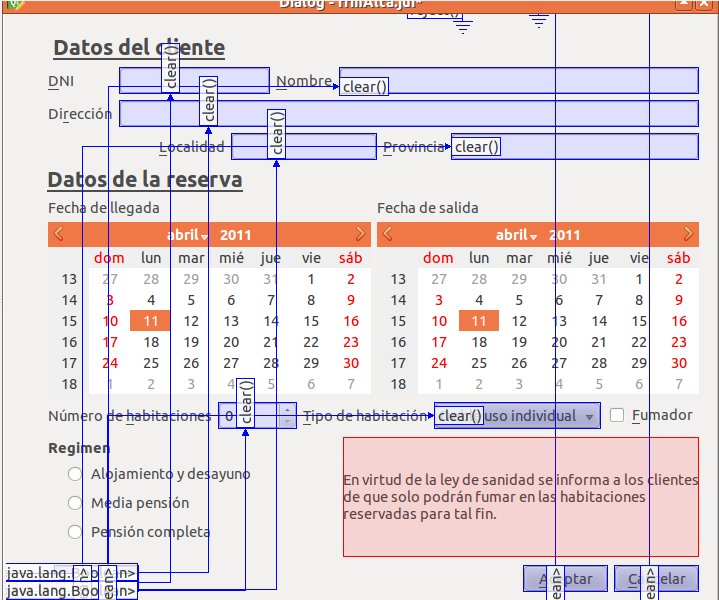 Dialog - frmAlta.jui*
reject()
Datos del cliente
DNI clear() Nombre clear()
Dirección clear()
Localidad clear() Provincia clear()
Datos de la reserva
Fecha de llegada Fecha de salida
abril 2011 abril 2011
dom lun mar mié jue vie sáb dom lun mar mié jue vie sáb
13 27 28 29 30 31 1 2 13 27 28 29 30 31 1 2
14 3 4 5 6 7 8 9 14 3 4 5 6 7 8 9
15 10 11 12 13 14 15 16 15 10 11 12 13 14 15 16
16 17 18 19 20 21 22 23 16 17 18 19 20 21 22 23
17 24 25 26 27 28 29 30 17 24 25 26 27 28 29 30
18 1 2 3 4 5 6 7 18 1 2 3 4 5 6 7
Número de habitaciones 0 clear() Tipo de habitación clear() uso individual Fumador
Regimen
Alojamiento y desayuno
Media pensión
Pensión completa
En virtud de la ley de sanidad se informa a los clientes
de que solo podrán fumar en las habitaciones
reservadas para tal fin.
java.lang.Boolean>
java.lang.Boolean>
ean> Aceptar Cancelar
ean> ean>